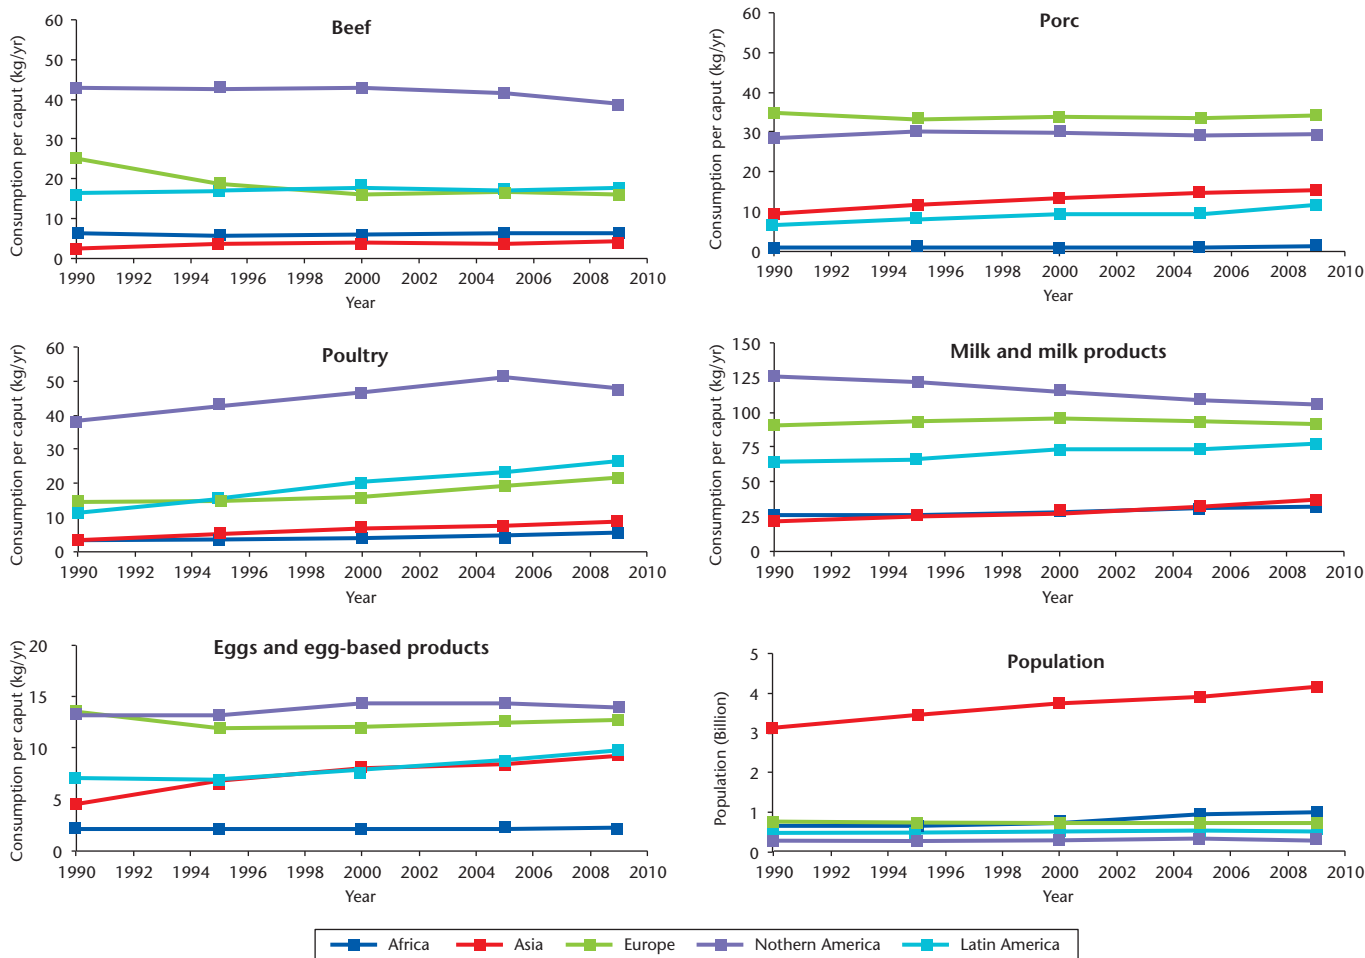 Beef
Consumption per caput (kg/yr)
60
50
40
30
20
10
0
1990 1992 1994 1996 1998 2000 2002 2004 2006 2008 2010
Year
Porc
Consumption per caput (kg/yr)
60
50
40
30
20
10
0
1990 1992 1994 1996 1998 2000 2002 2004 2006 2008 2010
Year
Poultry
Consumption per caput (kg/yr)
60
50
40
30
20
10
0
1990 1992 1994 1996 1998 2000 2002 2004 2006 2008 2010
Year
Milk and milk products
Consumption per caput (kg/yr)
150
125
100
75
50
25
0
1990 1992 1994 1996 1998 2000 2002 2004 2006 2008 2010
Year
Eggs and egg-based products
Consumption per caput (kg/yr)
20
15
10
5
0
1990 1992 1994 1996 1998 2000 2002 2004 2006 2008 2010
Year
Population
Population (Billion)
5
4
3
2
1
0
1990 1992 1994 1996 1998 2000 2002 2004 2006 2008 2010
Year
Africa Asia Europe Nothern America Latin America